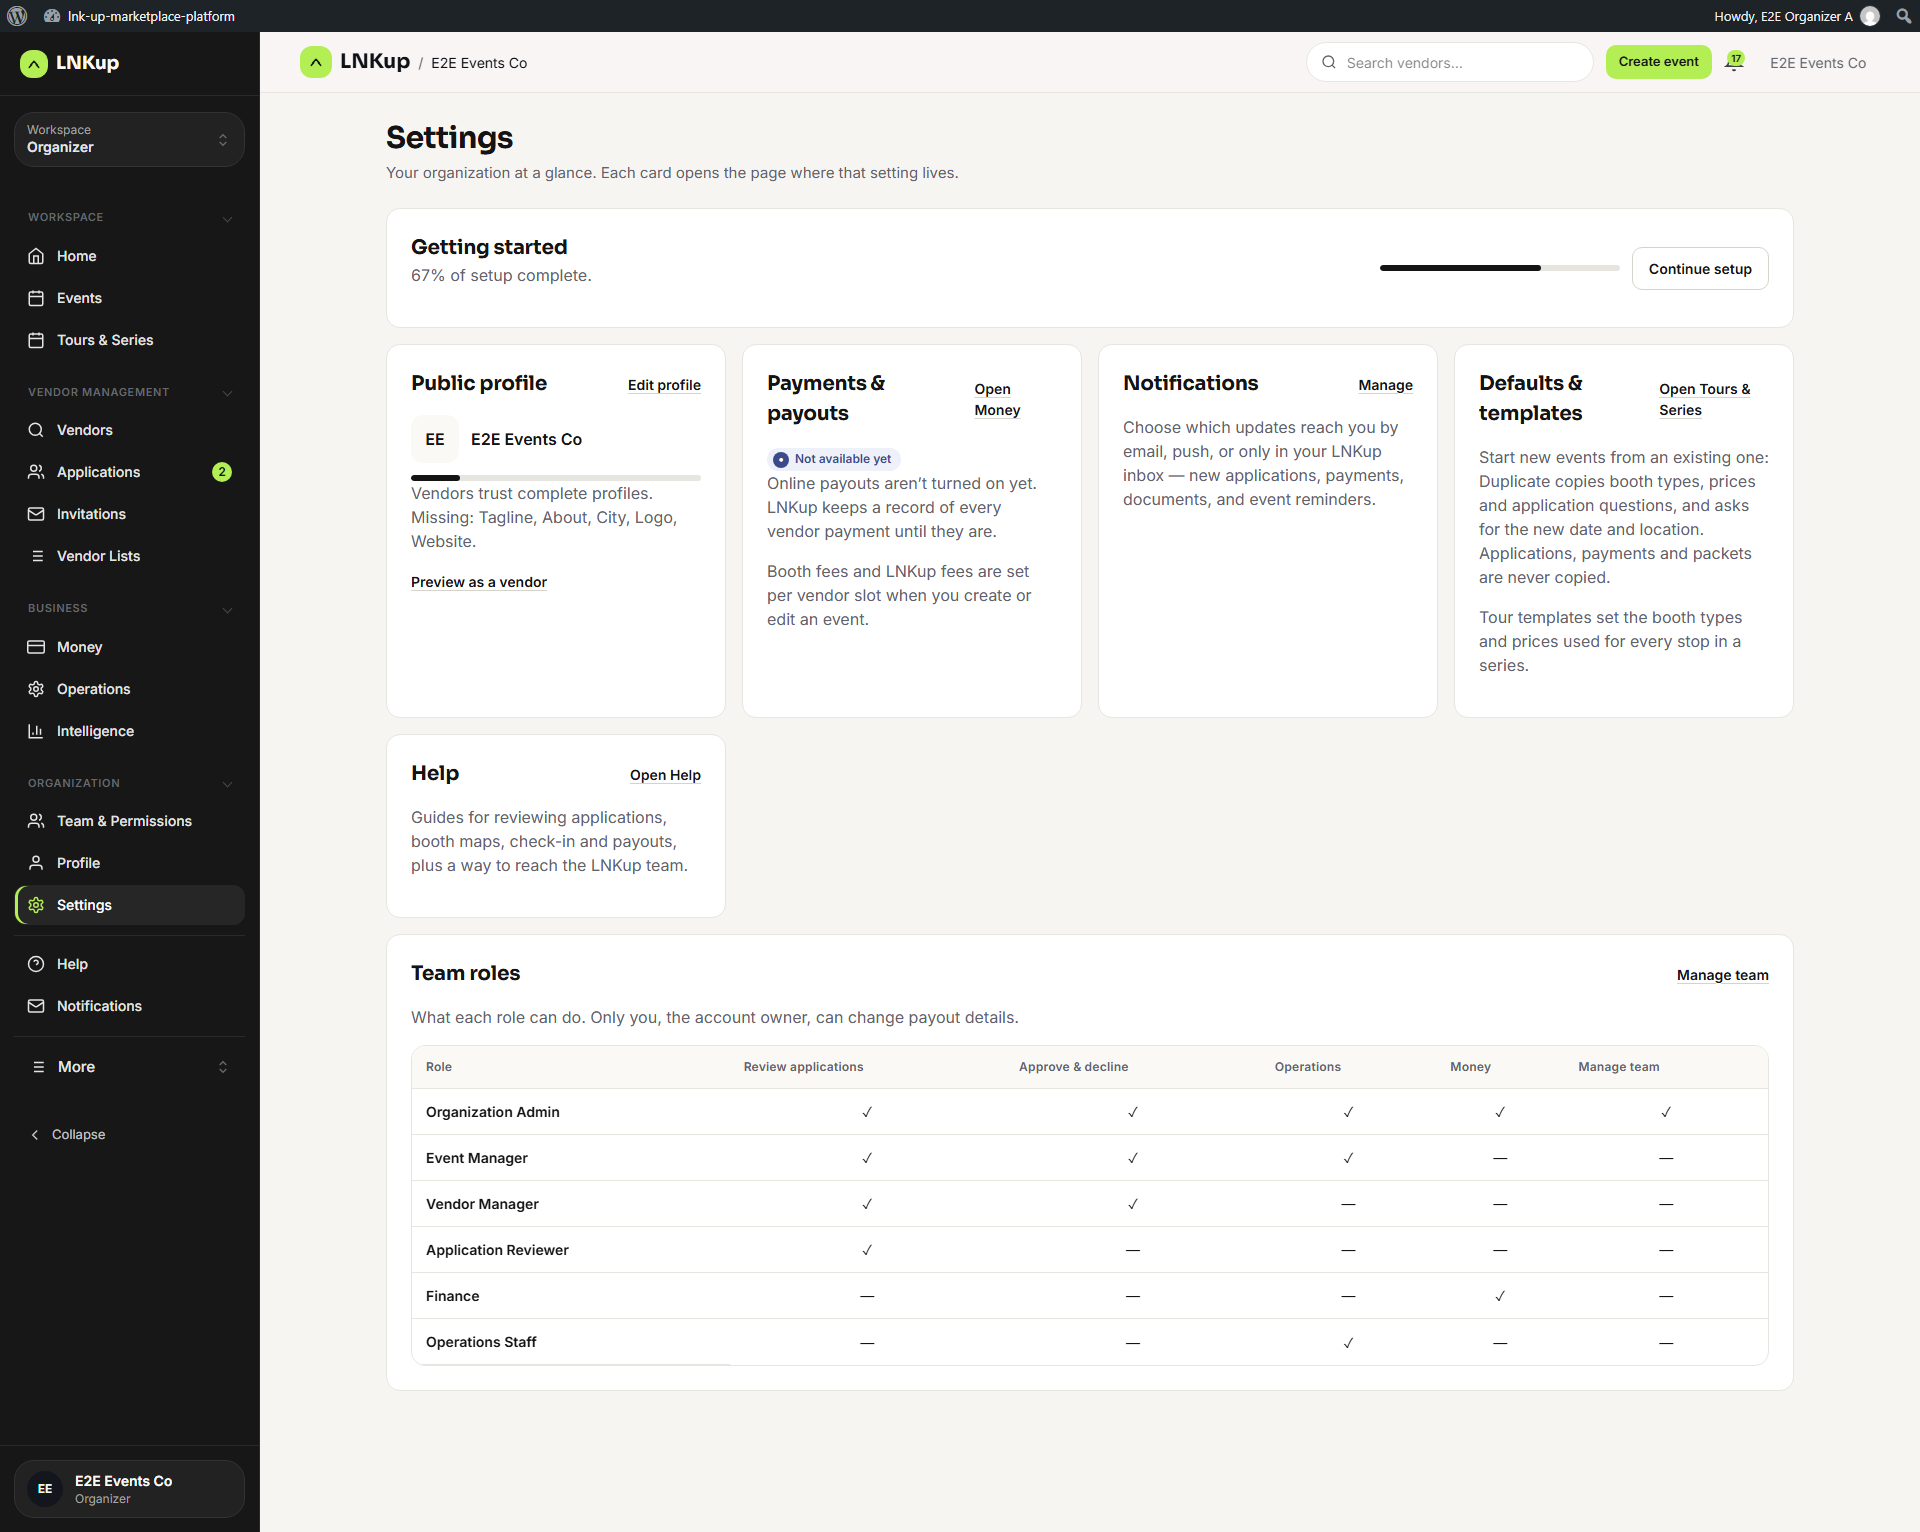 lnk-up-marketplace-platform
Howdy, E2E Organizer A
LNKup
Workspace
Organizer
WORKSPACE
Home
Events
Tours & Series
VENDOR MANAGEMENT
Vendors
Applications 2
Invitations
Vendor Lists
BUSINESS
Money
Operations
Intelligence
ORGANIZATION
Team & Permissions
Profile
Settings
Help
Notifications
More
Collapse
EE
E2E Events Co
Organizer
LNKup / E2E Events Co
Search vendors...
Create event
17
E2E Events Co
Settings
Your organization at a glance. Each card opens the page where that setting lives.
Getting started
67% of setup complete.
Continue setup
Public profile
Edit profile
EE
E2E Events Co
Vendors trust complete profiles.
Missing: Tagline, About, City, Logo,
Website.
Preview as a vendor
Payments &
payouts
Open
Money
Not available yet
Online payouts aren’t turned on yet.
LNKup keeps a record of every
vendor payment until they are.
Booth fees and LNKup fees are set
per vendor slot when you create or
edit an event.
Notifications
Manage
Choose which updates reach you by
email, push, or only in your LNKup
inbox — new applications, payments,
documents, and event reminders.
Defaults &
templates
Open Tours &
Series
Start new events from an existing one:
Duplicate copies booth types, prices
and application questions, and asks
for the new date and location.
Applications, payments and packets
are never copied.
Tour templates set the booth types
and prices used for every stop in a
series.
Help
Open Help
Guides for reviewing applications,
booth maps, check-in and payouts,
plus a way to reach the LNKup team.
Team roles
Manage team
What each role can do. Only you, the account owner, can change payout details.
Role Review applications Approve & decline Operations Money Manage team
Organization Admin ✓ ✓ ✓ ✓ ✓
Event Manager ✓ ✓ ✓ — —
Vendor Manager ✓ ✓ — — —
Application Reviewer ✓ — — — —
Finance — — — ✓ —
Operations Staff — — ✓ — —